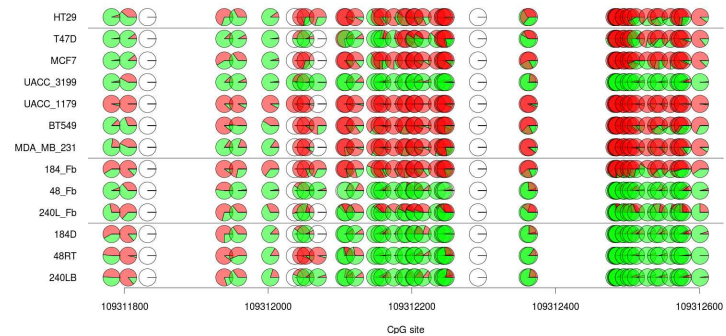 HT29
T47D
MCF7
UACC_3199
UACC_1179
BT549
MDA_MB_231
184_Fb
48_Fb
240L_Fb
184D
48RT
240LB
109311800 109312000 109312200 109312400 109312600
CpG site